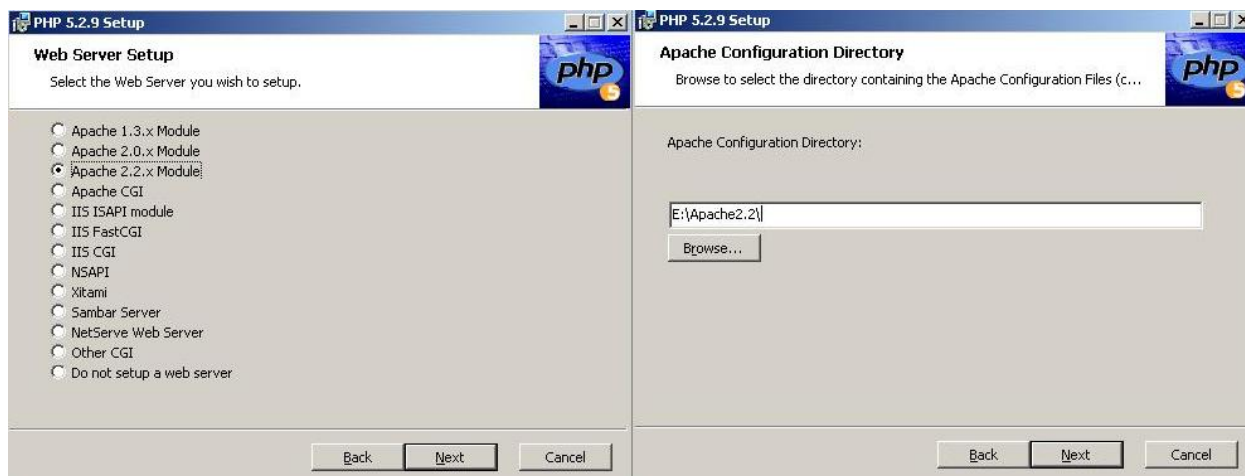 PHP 5.2.9 Setup
Web Server Setup
Select the Web Server you wish to setup.
php
5
Apache 1.3.x Module
Apache 2.0.x Module
Apache 2.2.x Module
Apache CGI
IIS ISAPI module
IIS FastCGI
IIS CGI
NSAPI
Xitami
Sambar Server
NetServe Web Server
Other CGI
Do not setup a web server
Back Next Cancel
PHP 5.2.9 Setup
Apache Configuration Directory
Browse to select the directory containing the Apache Configuration Files (c...
php
5
Apache Configuration Directory:
E:\Apache2.2\
Browse...
Back Next Cancel